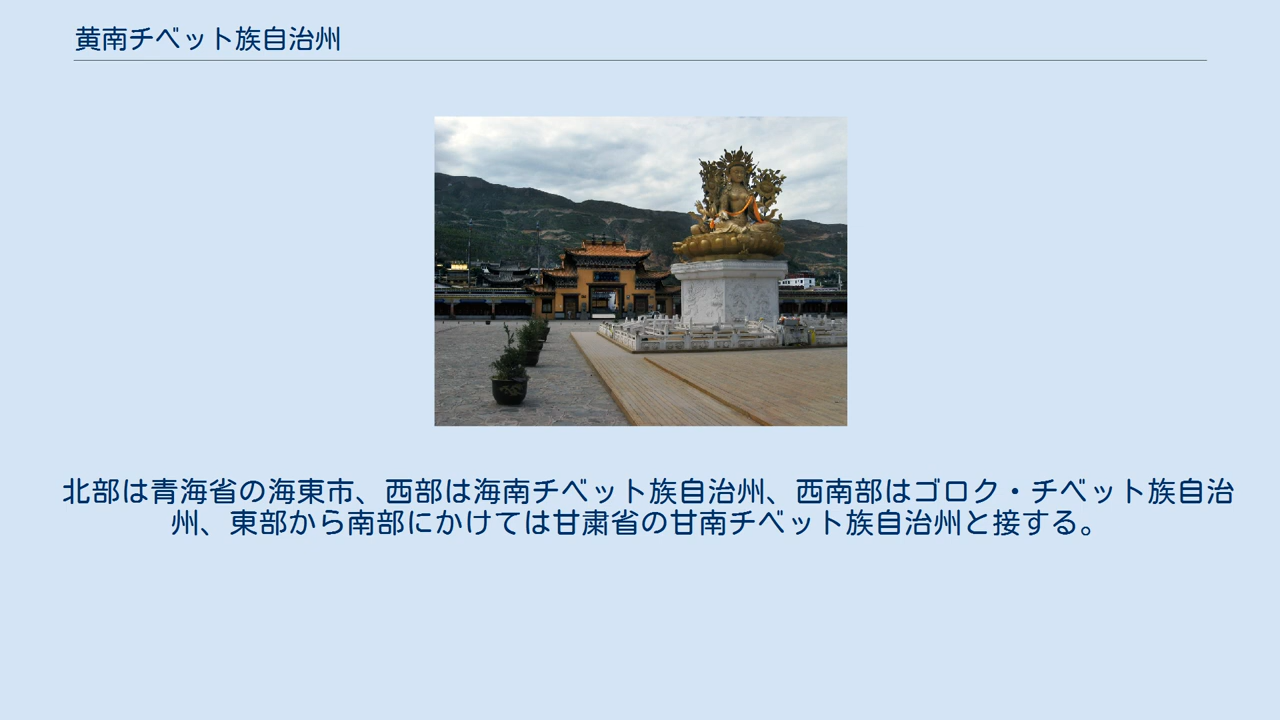 黄南チベット族自治州
北部は青海省の海東市、西部は海南チベット族自治州、西南部はゴロク・チベット族自治
州、東部から南部にかけては甘粛省の甘南チベット族自治州と接する。